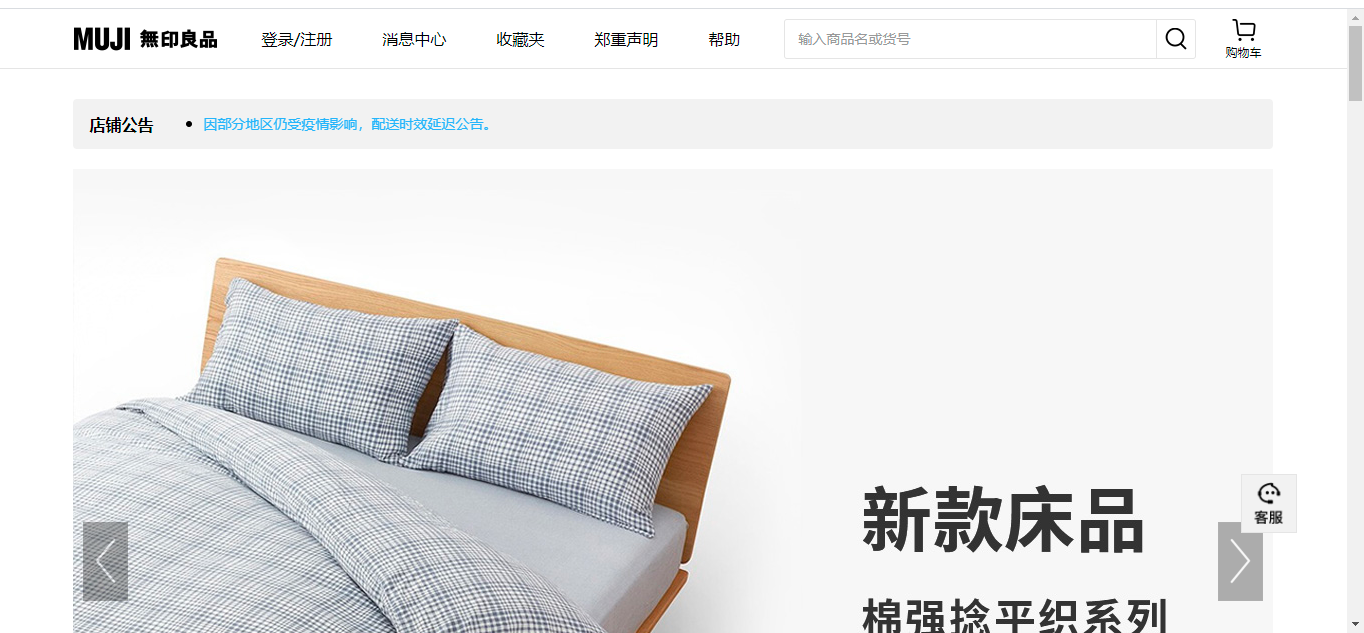 MUJI 無印良品 登录/注册 消息中心 收藏夹 郑重声明 帮助 输入商品名或货号 购物车
店铺公告 • 因部分地区仍受疫情影响，配送时效延迟公告。
新款床品
客服
棉强捻平织系列